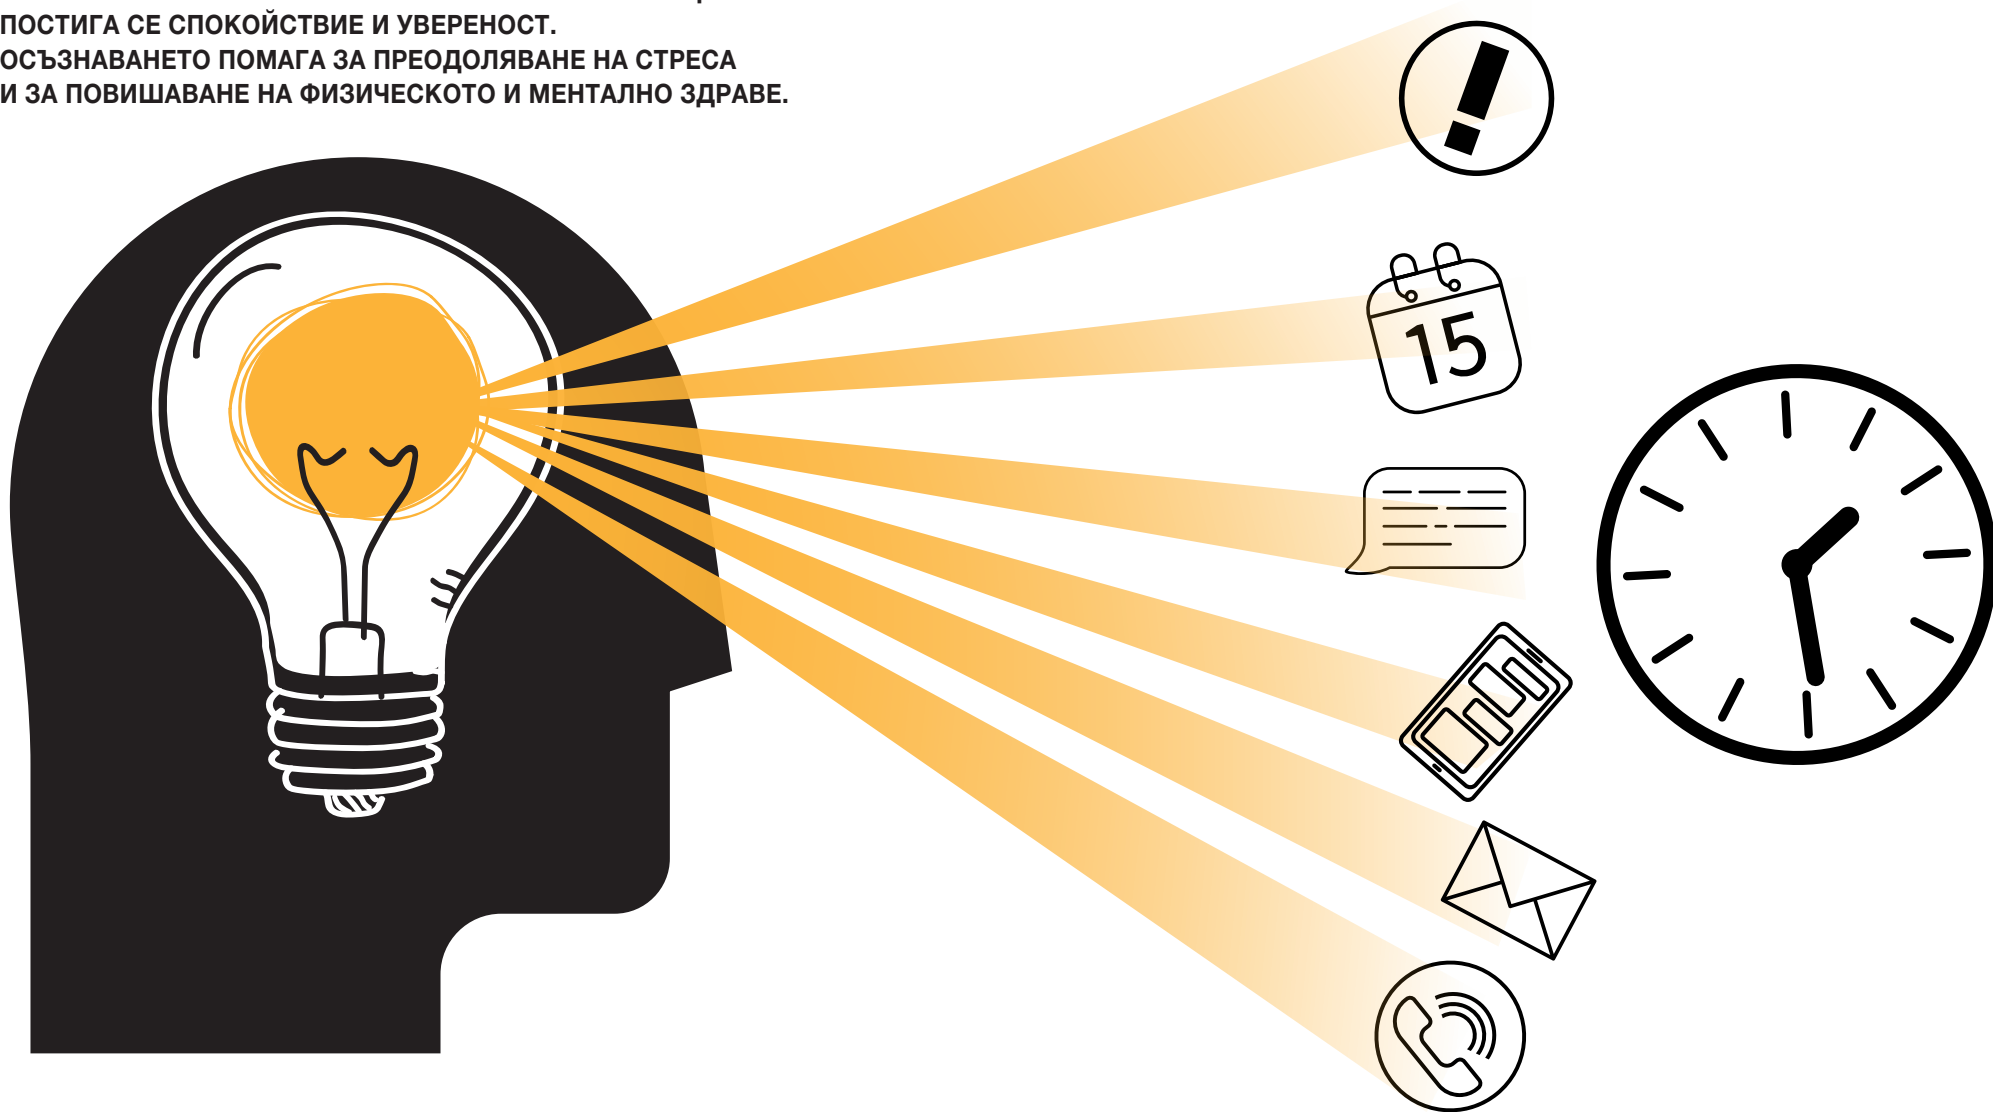 ПОСТИГА СЕ СПОКОЙСТВИЕ И УВЕРЕНОСТ.
ОСЪЗНАВАНЕТО ПОМАГА ЗА ПРЕОДОЛЯВАНЕ НА СТРЕСА
И ЗА ПОВИШАВАНЕ НА ФИЗИЧЕСКОТО И МЕНТАЛНО ЗДРАВЕ.
15